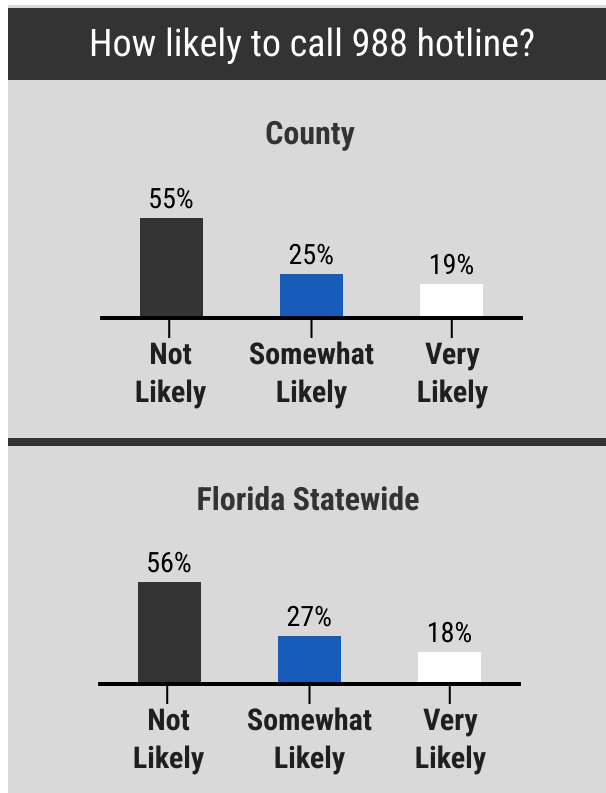 How likely to call 988 hotline?
County
55%
25%
19%
Not Likely
Somewhat Likely
Very Likely
Florida Statewide
56%
27%
18%
Not Likely
Somewhat Likely
Very Likely